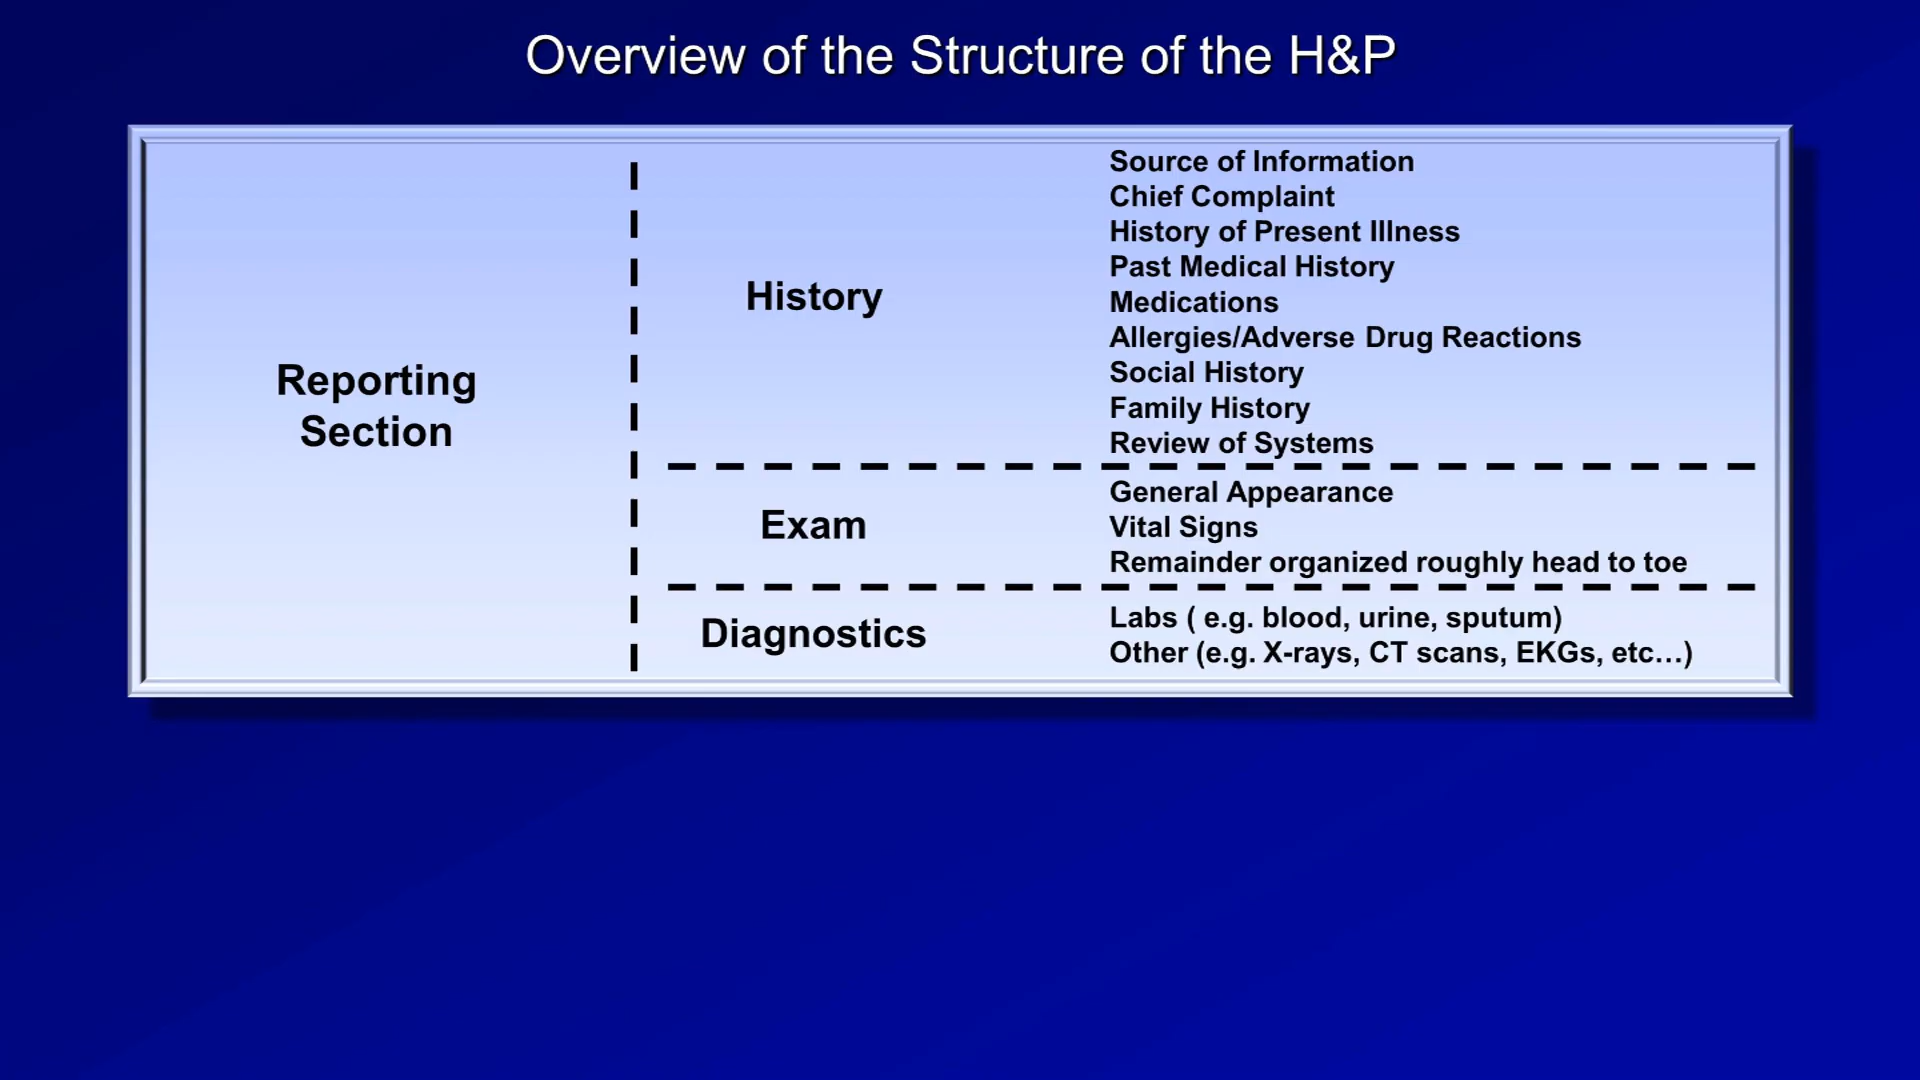 Overview of the Structure of the H&P
Reporting
Section
History
Source of Information
Chief Complaint
History of Present Illness
Past Medical History
Medications
Allergies/Adverse Drug Reactions
Social History
Family History
Review of Systems
Exam
General Appearance
Vital Signs
Remainder organized roughly head to toe
Diagnostics
Labs ( e.g. blood, urine, sputum)
Other (e.g. X-rays, CT scans, EKGs, etc…)